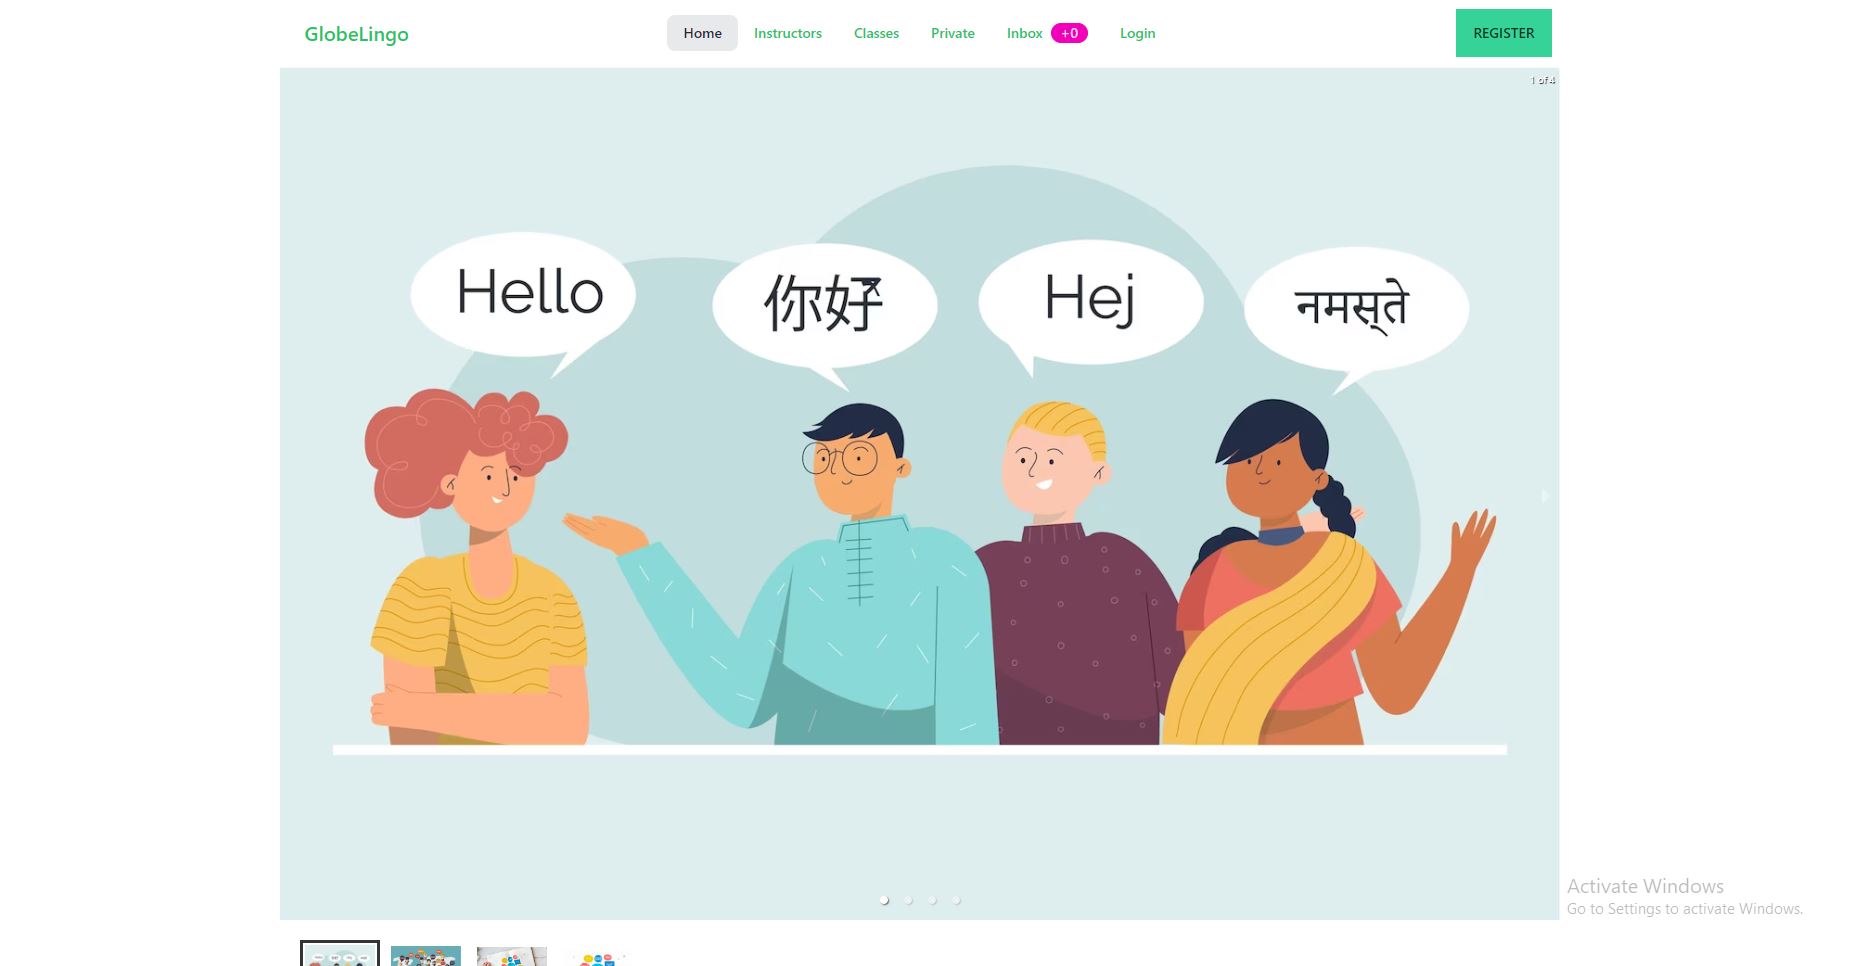 GlobeLingo
Home Instructors Classes Private Inbox +0 Login
REGISTER
1 of 4
Hello
你好
Hej
नमस्ते
Activate Windows
Go to Settings to activate Windows.